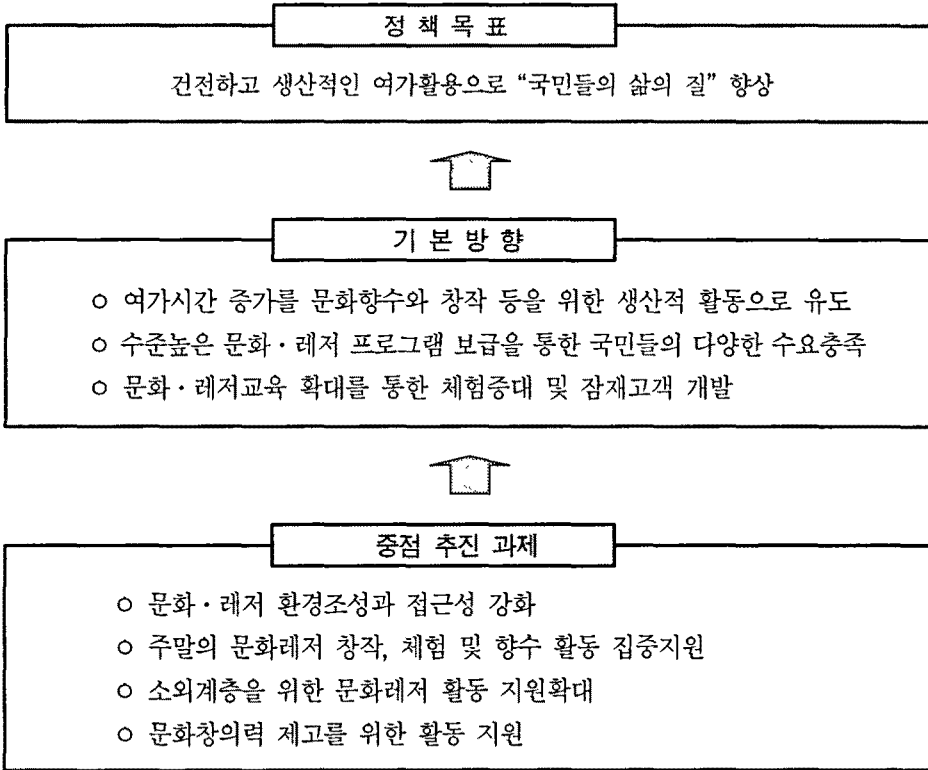 정 책 목 표
건전하고 생산적인 여가활용으로 “국민들의 삶의 질” 향상
기 본 방 향
○ 여가시간 증가를 문화향수와 창작 등을 위한 생산적 활동으로 유도
○ 수준높은 문화・레저 프로그램 보급을 통한 국민들의 다양한 수요충족
○ 문화・레저교육 확대를 통한 체험증대 및 잠재고객 개발
중점 추진 과제
○ 문화・레저 환경조성과 접근성 강화
○ 주말의 문화레저 창작, 체험 및 향수 활동 집중지원
○ 소외계층을 위한 문화레저 활동 지원확대
○ 문화창의력 제고를 위한 활동 지원